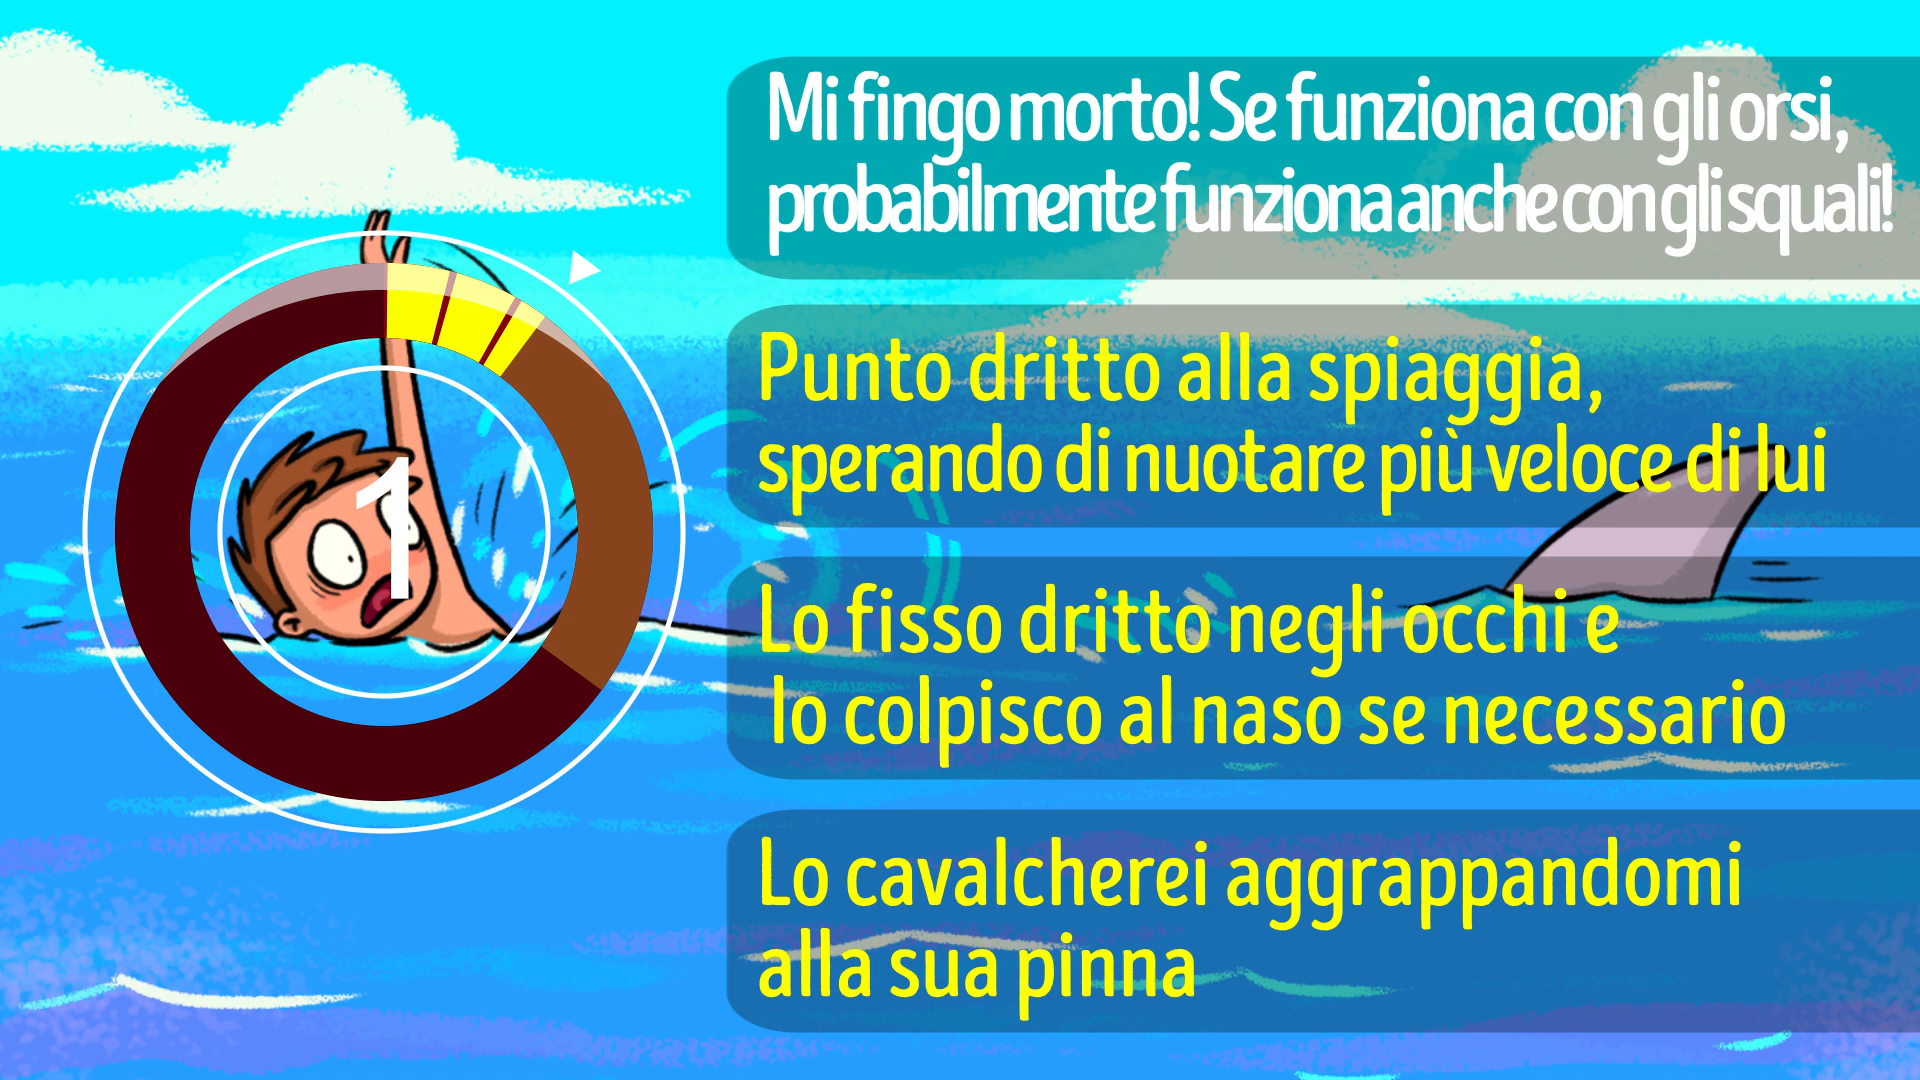 Mi fingo morto! Se funziona con gli orsi,
probabilmente funziona anche con gli squali!
Punto dritto alla spiaggia,
sperando di nuotare più veloce di lui
Lo fisso dritto negli occhi e
lo colpisco al naso se necessario
Lo cavalcherei aggrappandomi
alla sua pinna
1